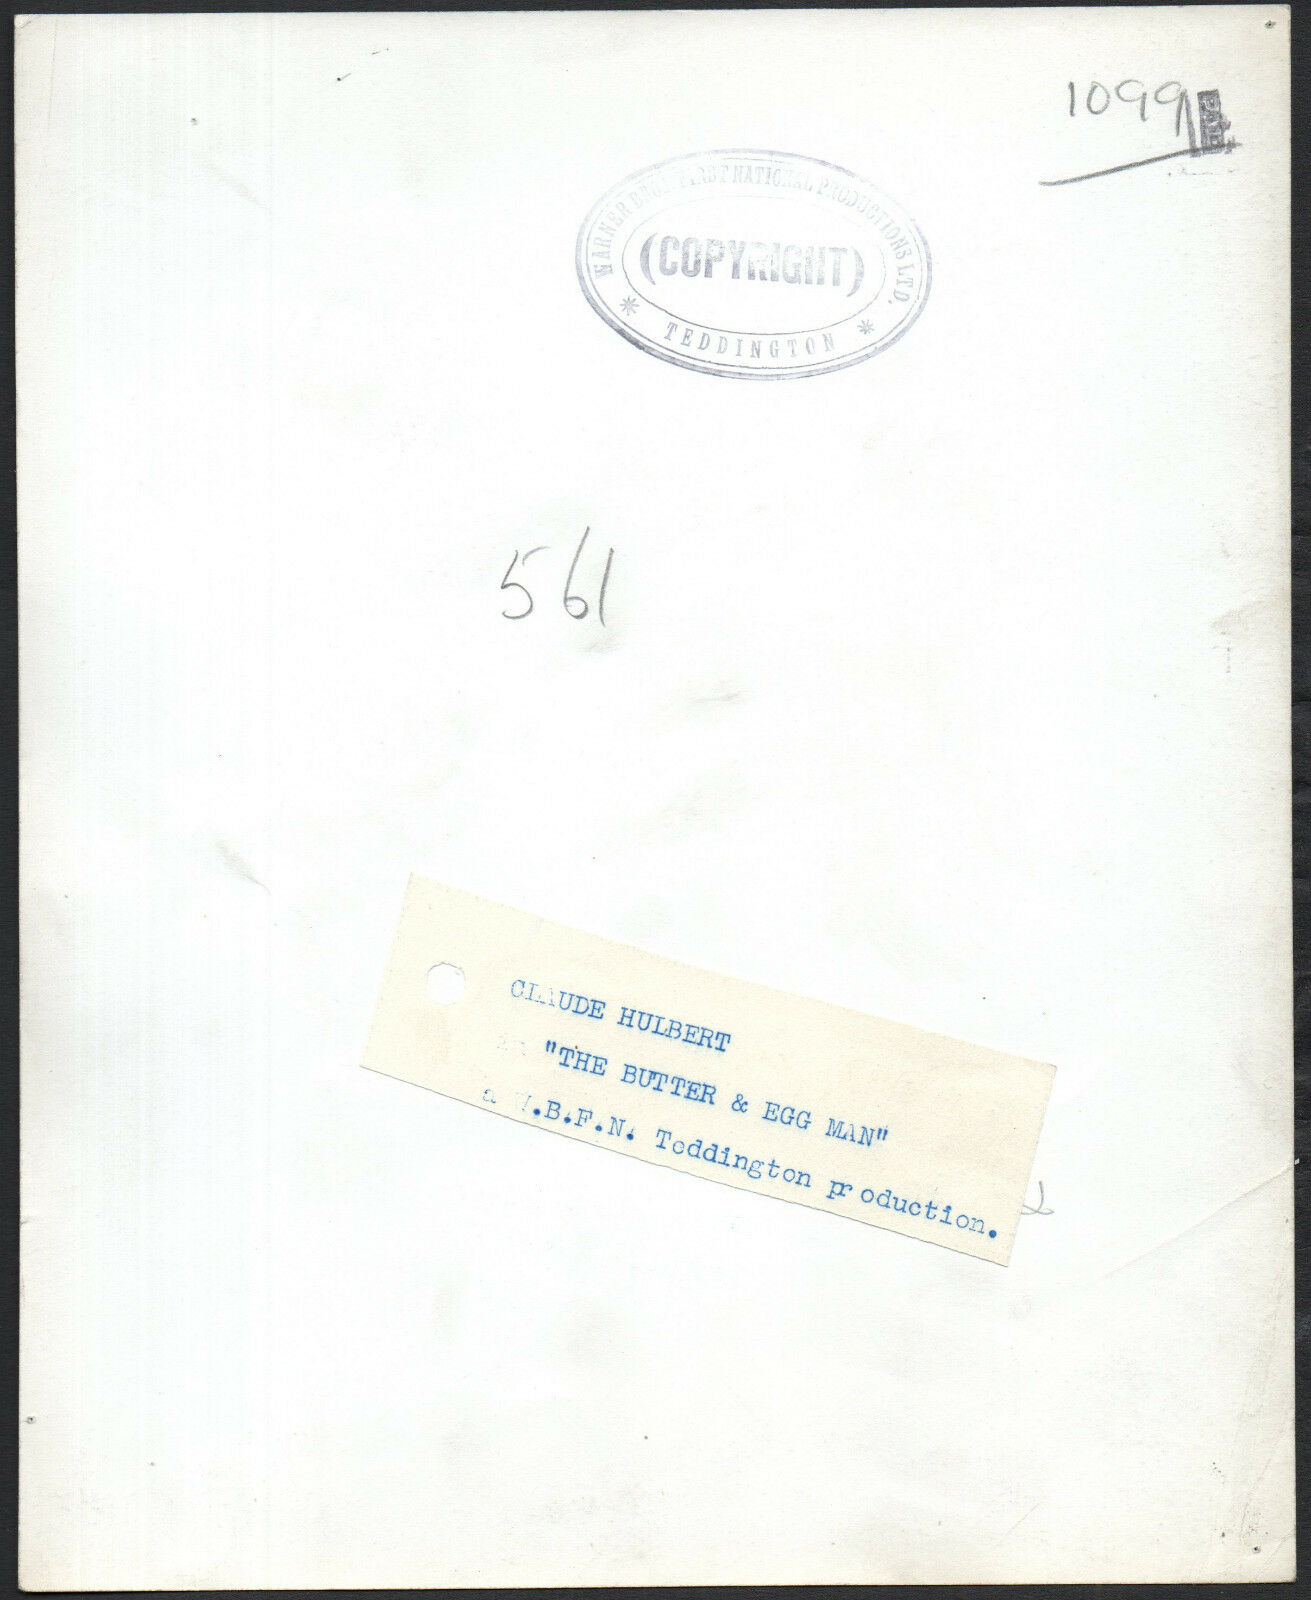 1099
WARNER BROS. FIRST NATIONAL PRODUCTIONS LTD.
(COPYRIGHT)
TEDDINGTON
561
CLAUDE HULBERT
"THE BUTTER & EGG MAN"
a W.B.F.N. Teddington production.